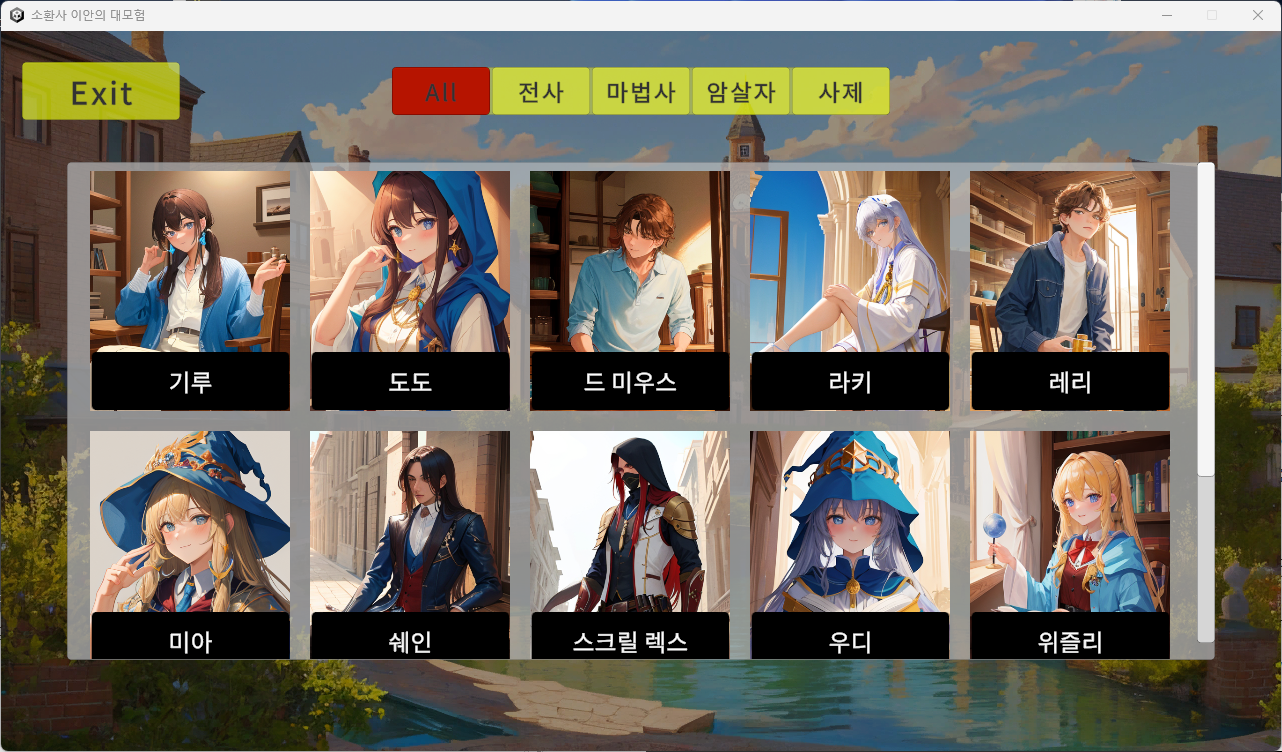 소환사 이안의 대모험
Exit
All 전사 마법사 암살자 사제
기루 도도 드 미우스 라키 레리
미아 쉐인 스크릴 렉스 우디 위즐리